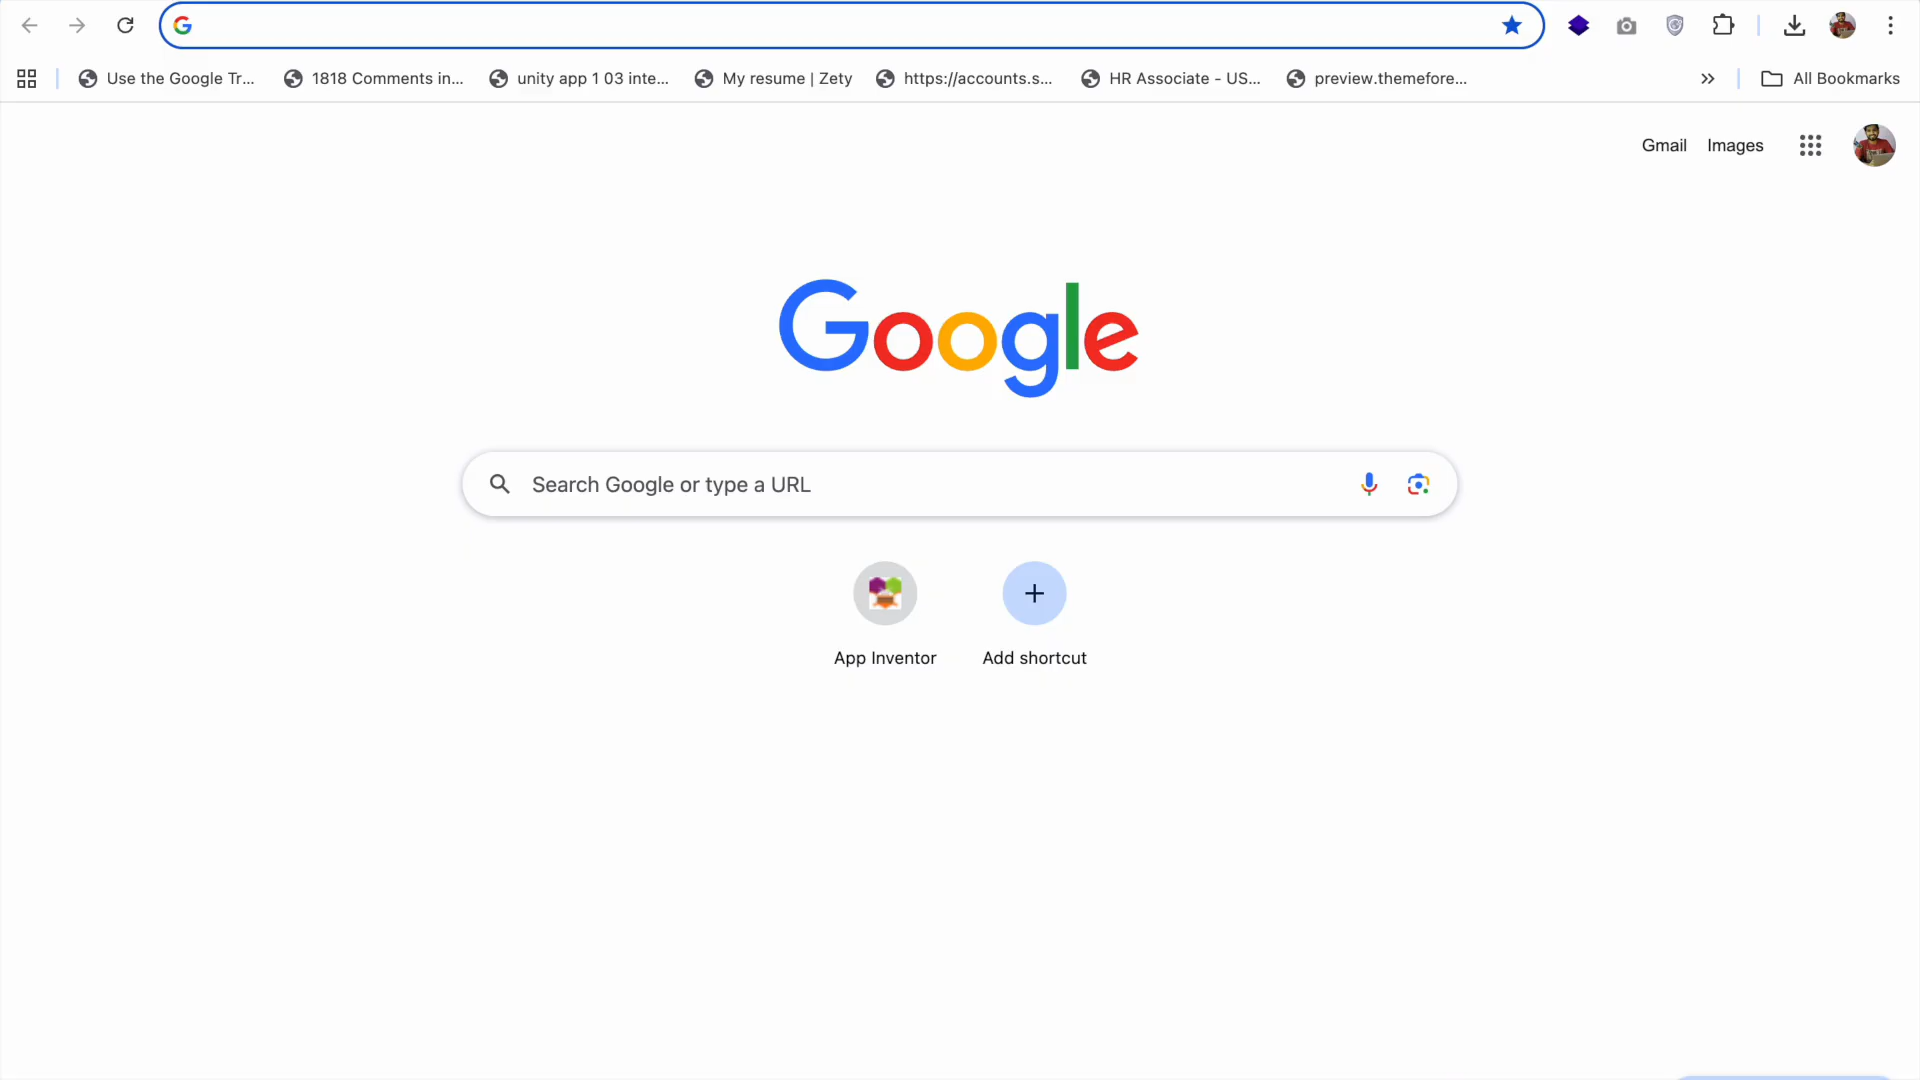 Use the Google Tr... 1818 Comments in... unity app 1 03 inte... My resume | Zety https://accounts.s... HR Associate - US... preview.themefore... All Bookmarks
Gmail Images
Google
Search Google or type a URL
App Inventor Add shortcut